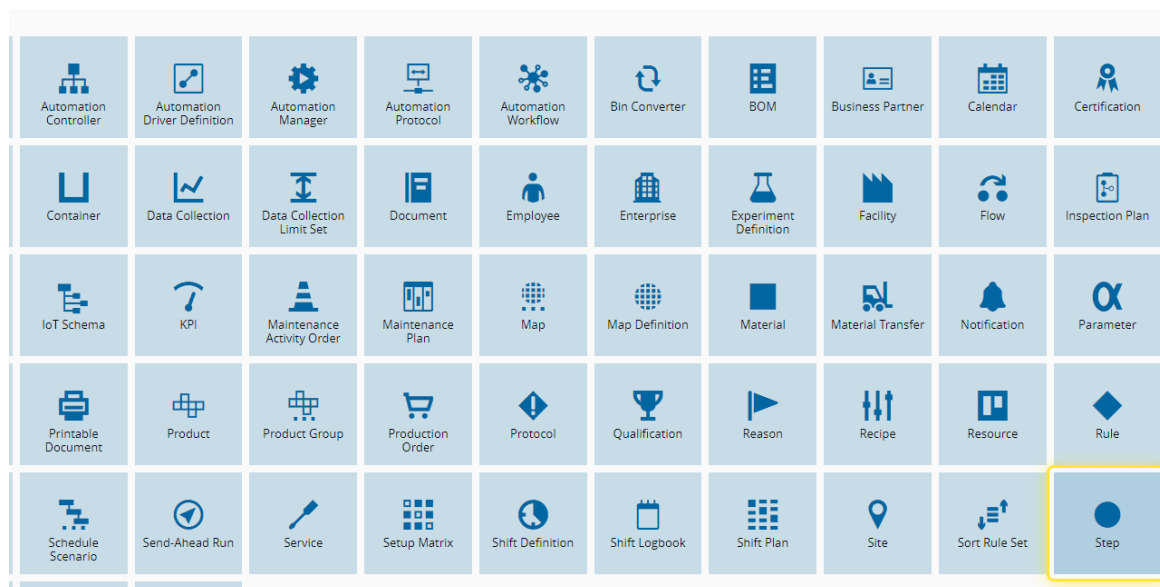 Automation
Controller
Automation
Driver Definition
Automation
Manager
Automation
Protocol
Automation
Workflow
Bin Converter
BOM
Business Partner
Calendar
Certification
Container
Data Collection
Data Collection
Limit Set
Document
Employee
Enterprise
Experiment
Definition
Facility
Flow
Inspection Plan
IoT Schema
KPI
Maintenance
Activity Order
Maintenance
Plan
Map
Map Definition
Material
Material Transfer
Notification
Parameter
Printable
Document
Product
Product Group
Production
Order
Protocol
Qualification
Reason
Recipe
Resource
Rule
Schedule
Scenario
Send-Ahead Run
Service
Setup Matrix
Shift Definition
Shift Logbook
Shift Plan
Site
Sort Rule Set
Step